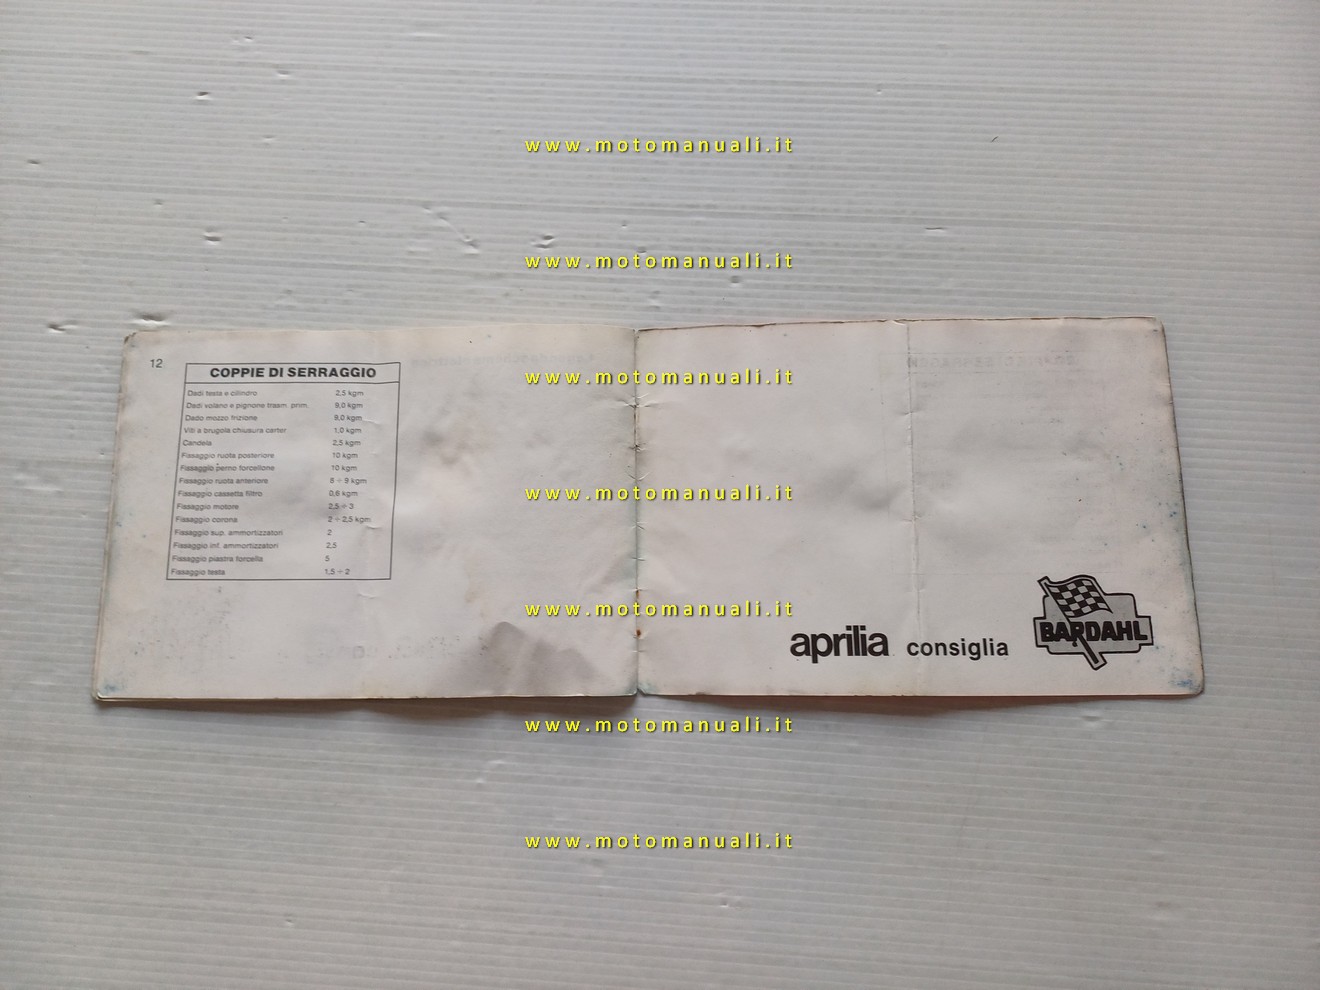 www.motomanuali.it
www.motomanuali.it
12
COPPIE DI SERRAGGIO
Dadi testa e cilindro 2,5 kgm
Dadi volano e pignone trasm. prim. 9,0 kgm
Dado mozzo frizione 9,0 kgm
Viti a brugola chiusura carter 1,0 kgm
Candela 2,5 kgm
Fissaggio ruota posteriore 10 kgm
Fissaggio perno forcellone 10 kgm
Fissaggio ruota anteriore 8 ÷ 9 kgm
Fissaggio cassetta filtro 0,6 kgm
Fissaggio motore 2,5 ÷ 3
Fissaggio corona 2 ÷ 2,5 kgm
Fissaggio sup. ammortizzatori 2
Fissaggio inf. ammortizzatori 2,5
Fissaggio piastra forcella 5
Fissaggio testa 1,5 ÷ 2
www.motomanuali.it
www.motomanuali.it
www.motomanuali.it
aprilia consiglia BARDAHL
www.motomanuali.it
www.motomanuali.it